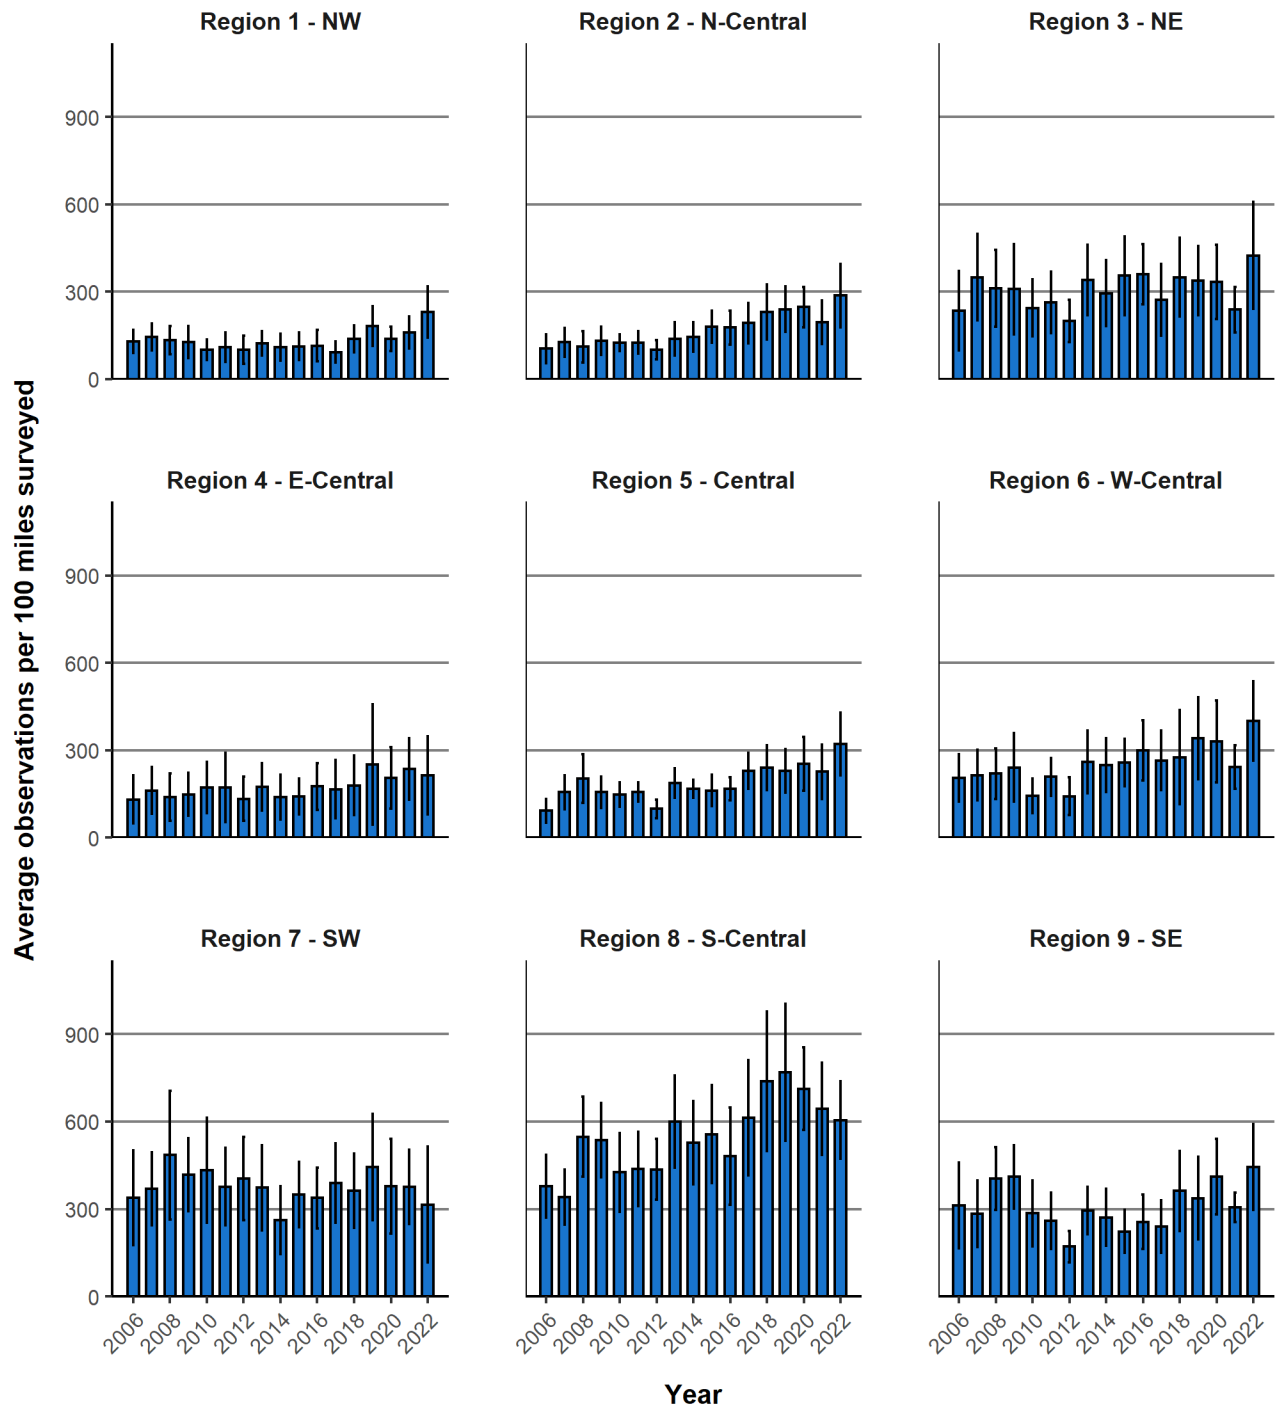 Region 1 - NW
Region 2 - N-Central
Region 3 - NE
900
600
300
0
Region 4 - E-Central
Region 5 - Central
Region 6 - W-Central
900
600
300
0
Region 7 - SW
Region 8 - S-Central
Region 9 - SE
900
600
300
0
2006 2008 2010 2012 2014 2016 2018 2020 2022
2006 2008 2010 2012 2014 2016 2018 2020 2022
2006 2008 2010 2012 2014 2016 2018 2020 2022
Year
Average observations per 100 miles surveyed